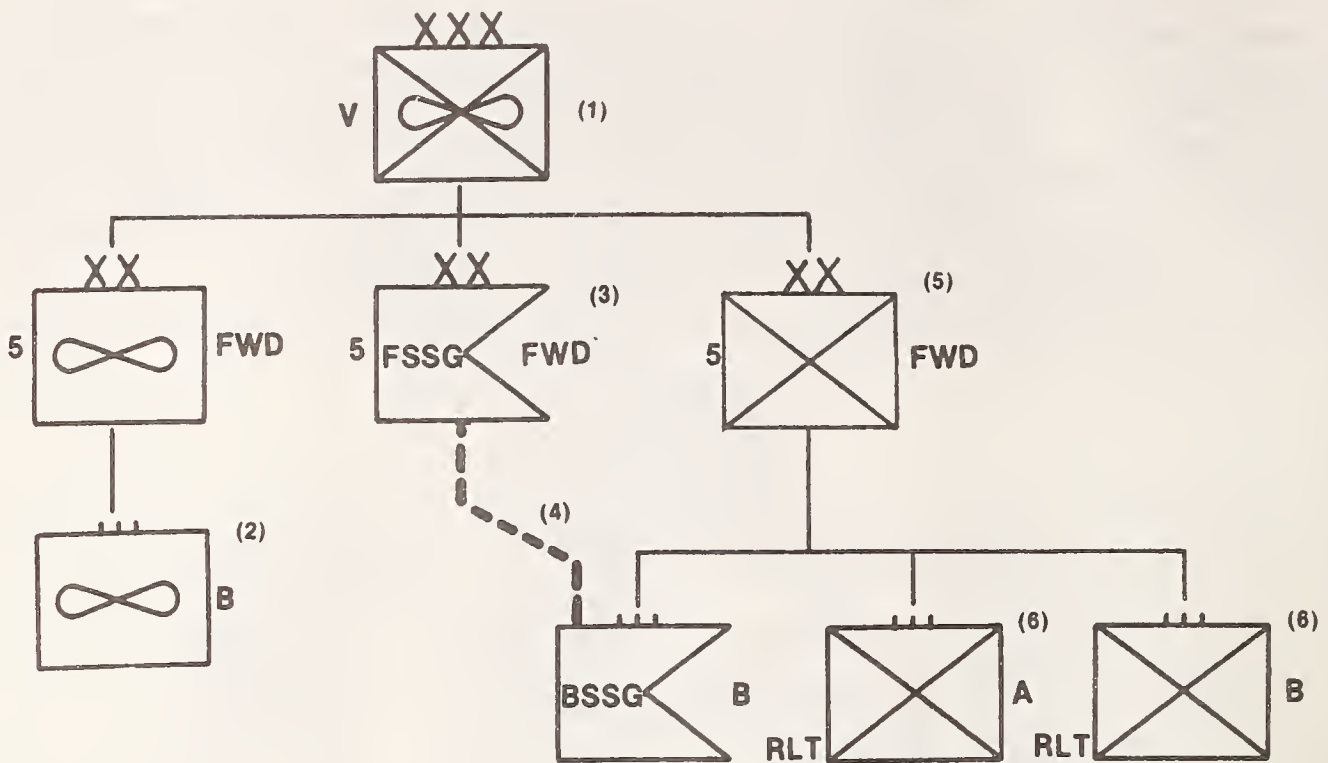 XXX
V
(1)
XX
5
FWD
XX
(3)
5
FSSG
FWD
XX
(5)
5
FWD
(2)
B
(4)
BSSG
B
(6)
A
RLT
(6)
B
RLT